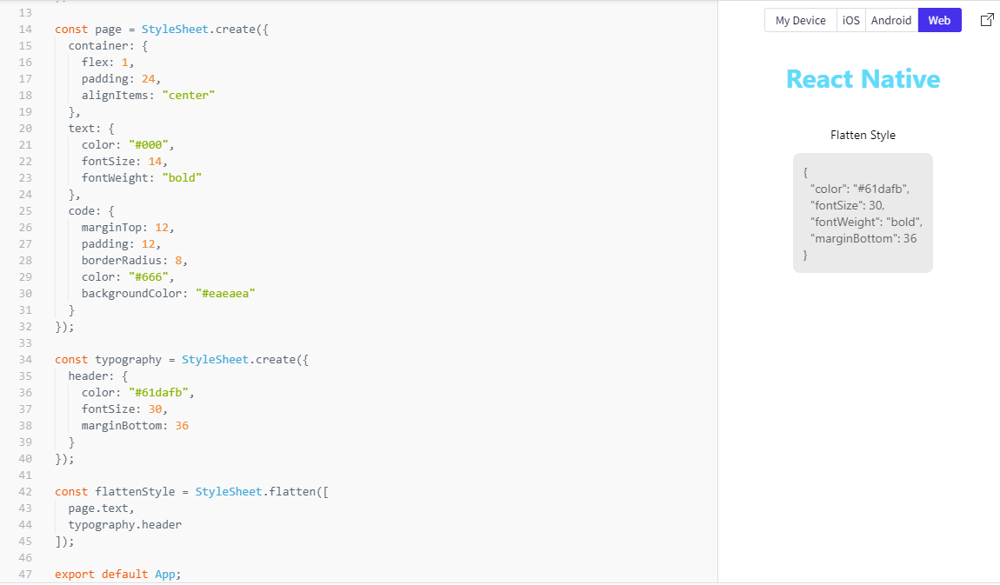 13
14 const page = StyleSheet.create({
15   container: {
16     flex: 1,
17     padding: 24,
18     alignItems: "center"
19   },
20   text: {
21     color: "#000",
22     fontSize: 14,
23     fontWeight: "bold"
24   },
25   code: {
26     marginTop: 12,
27     padding: 12,
28     borderRadius: 8,
29     color: "#666",
30     backgroundColor: "#eaeaea"
31   }
32 });
33
34 const typography = StyleSheet.create({
35   header: {
36     color: "#61dafb",
37     fontSize: 30,
38     marginBottom: 36
39   }
40 });
41
42 const flattenStyle = StyleSheet.flatten([
43   page.text,
44   typography.header
45 ]);
46
47 export default App;
My Device iOS Android Web
React Native
Flatten Style
{
  "color": "#61dafb",
  "fontSize": 30,
  "fontWeight": "bold",
  "marginBottom": 36
}